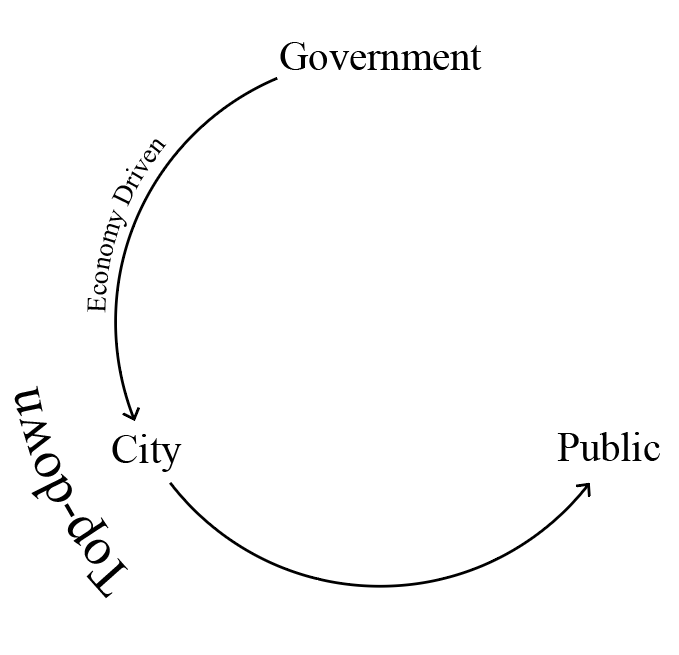 Government
Economy Driven
City
Public
Top-down